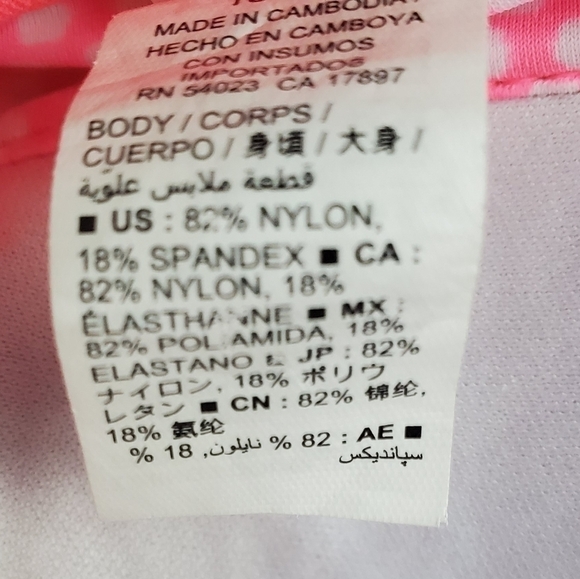 MADE IN CAMBODIA
HECHO EN CAMBOYA
CON INSUMOS
IMPORTADOS
RN 54023 CA 17897
BODY / CORPS /
CUERPO / 身頃 / 大身 /
قطعة ملابس علوية
■ US : 82% NYLON,
18% SPANDEX ■ CA :
82% NYLON, 18%
ÉLASTHANNE ■ MX :
82% POLIAMIDA, 18%
ELASTANO ■ JP : 82%
ナイロン, 18% ポリウ
レタン ■ CN : 82% 锦纶,
18% 氨纶
■ AE : 82 % نايلون, 18 %
سپانديكس